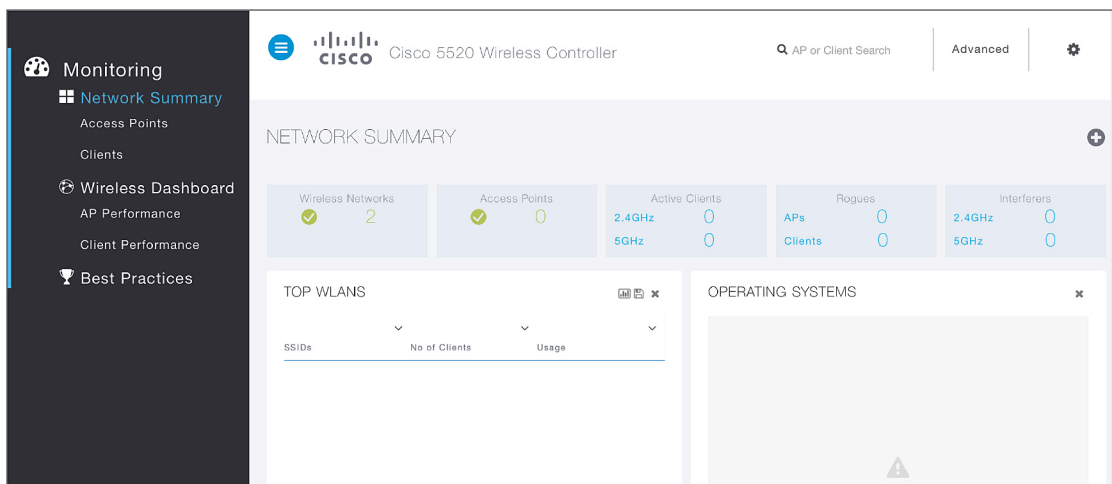 Monitoring
Network Summary
Access Points
Clients
Wireless Dashboard
AP Performance
Client Performance
Best Practices
CISCO
Cisco 5520 Wireless Controller
AP or Client Search
Advanced
NETWORK SUMMARY
Wireless Networks
2
Access Points
0
Active Clients
2.4GHz 0
5GHz 0
Rogues
APs 0
Clients 0
Interferers
2.4GHz 0
5GHz 0
TOP WLANS
SSIDs No of Clients Usage
OPERATING SYSTEMS